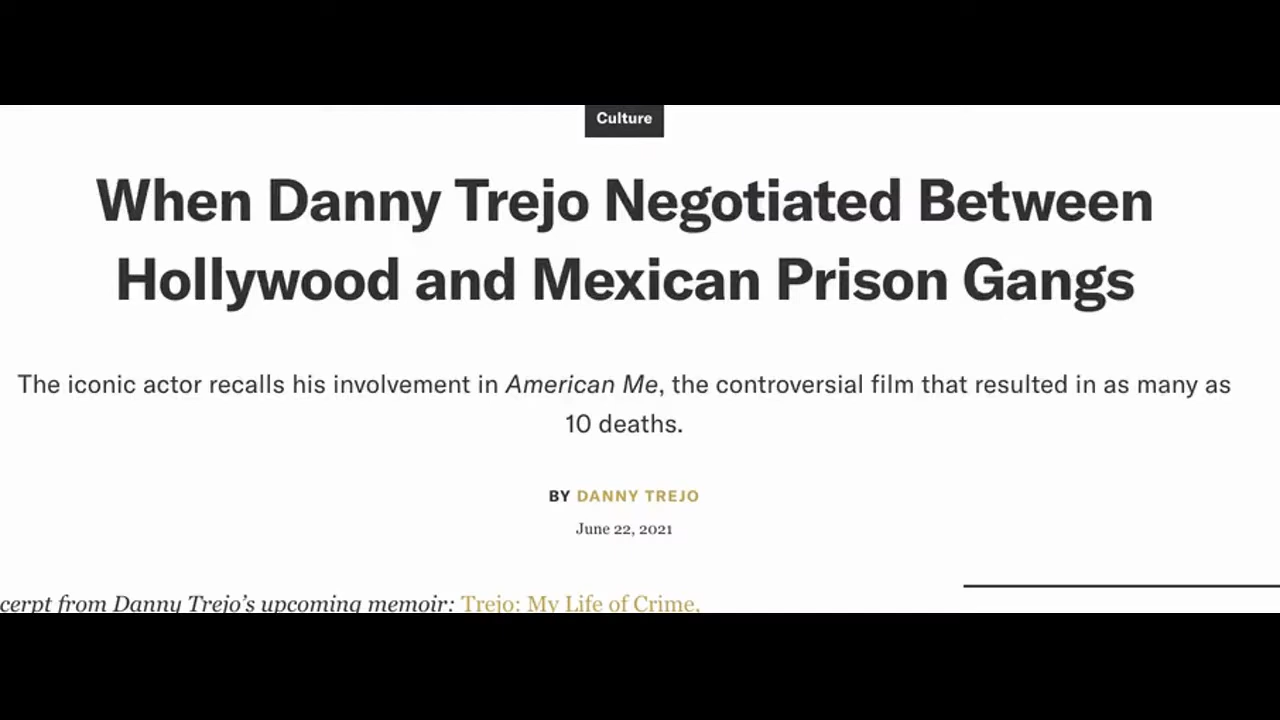 Culture
When Danny Trejo Negotiated Between
Hollywood and Mexican Prison Gangs
The iconic actor recalls his involvement in American Me, the controversial film that resulted in as many as
10 deaths.
BY DANNY TREJO
June 22, 2021
cerpt from Danny Trejo's upcoming memoir: Trejo: My Life of Crime,